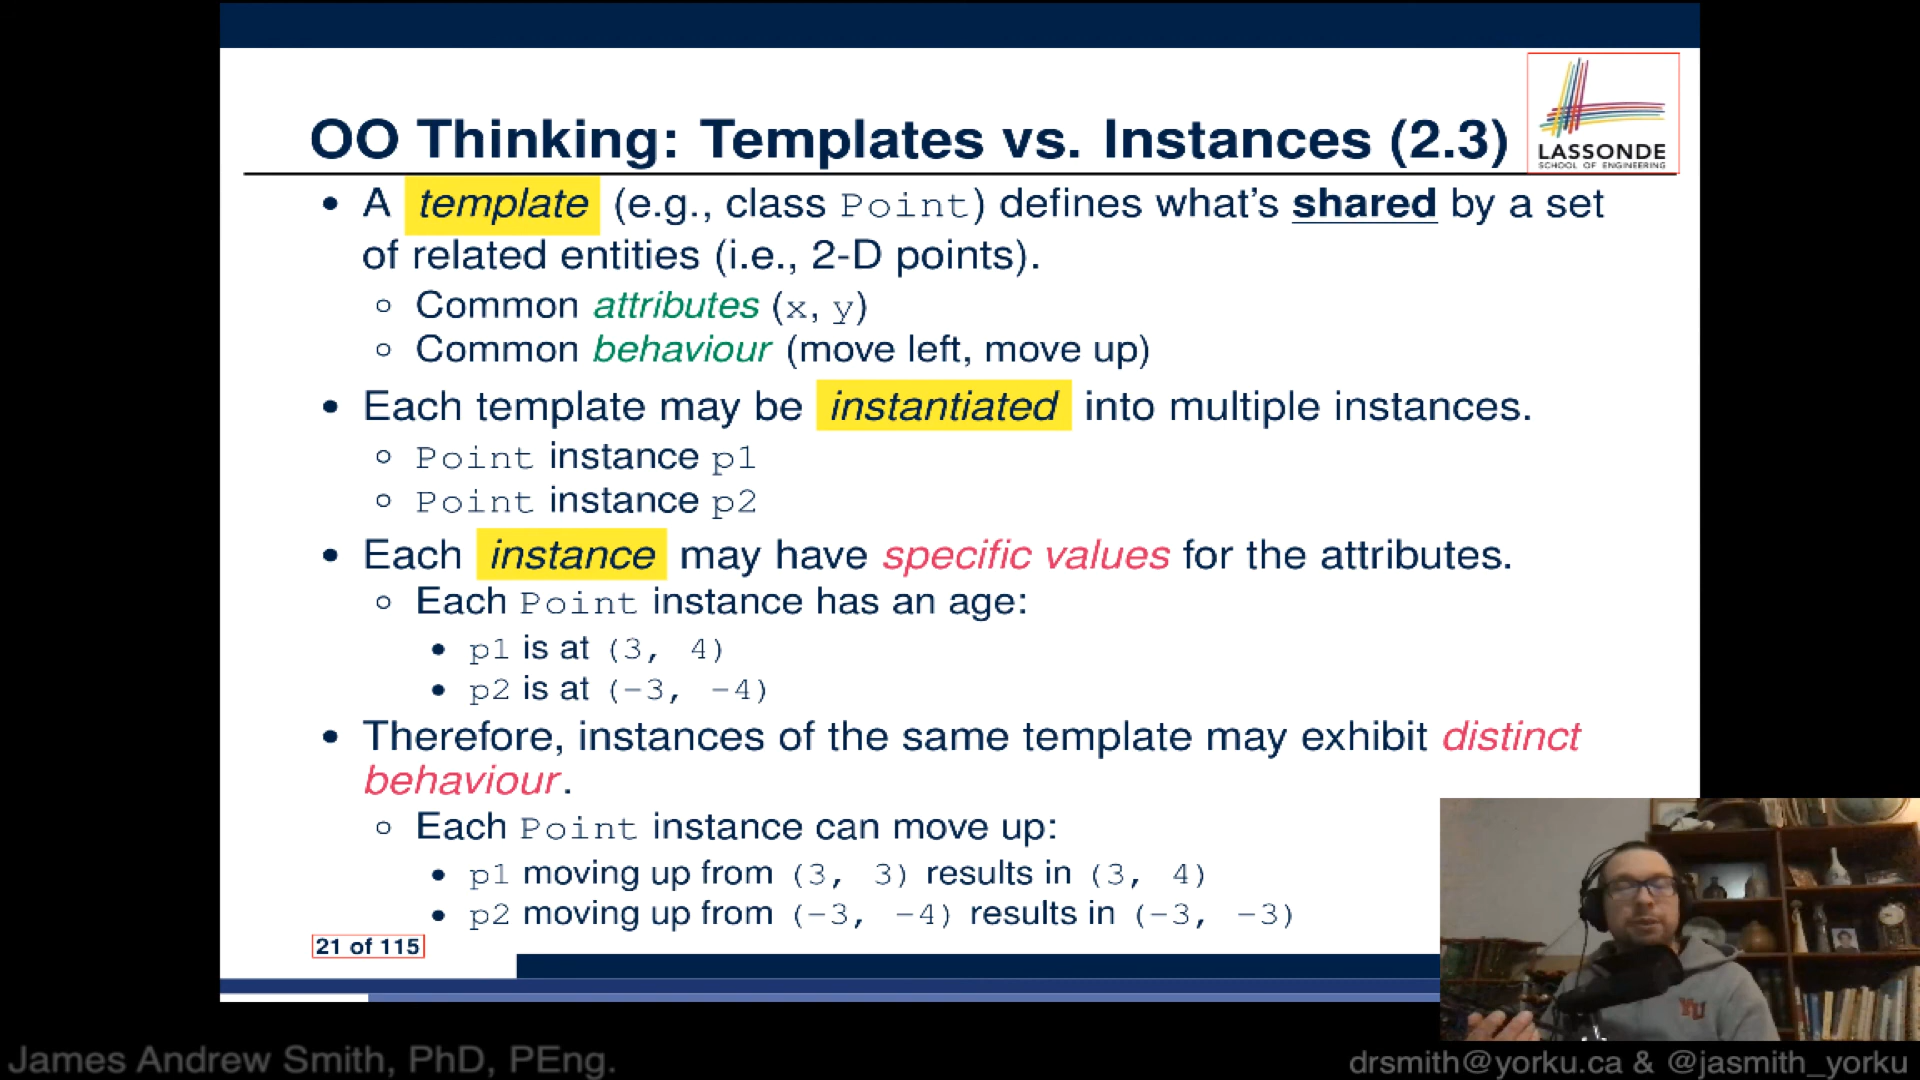 OO Thinking: Templates vs. Instances (2.3)
LASSONDE
SCHOOL OF ENGINEERING
• A template (e.g., class Point) defines what’s shared by a set
of related entities (i.e., 2-D points).
○ Common attributes (x, y)
○ Common behaviour (move left, move up)
• Each template may be instantiated into multiple instances.
○ Point instance p1
○ Point instance p2
• Each instance may have specific values for the attributes.
○ Each Point instance has an age:
• p1 is at (3, 4)
• p2 is at (-3, -4)
• Therefore, instances of the same template may exhibit distinct
behaviour.
○ Each Point instance can move up:
• p1 moving up from (3, 3) results in (3, 4)
• p2 moving up from (-3, -4) results in (-3, -3)
21 of 115
YU
James Andrew Smith, PhD, PEng.
drsmith@yorku.ca & @jasmith_yorku